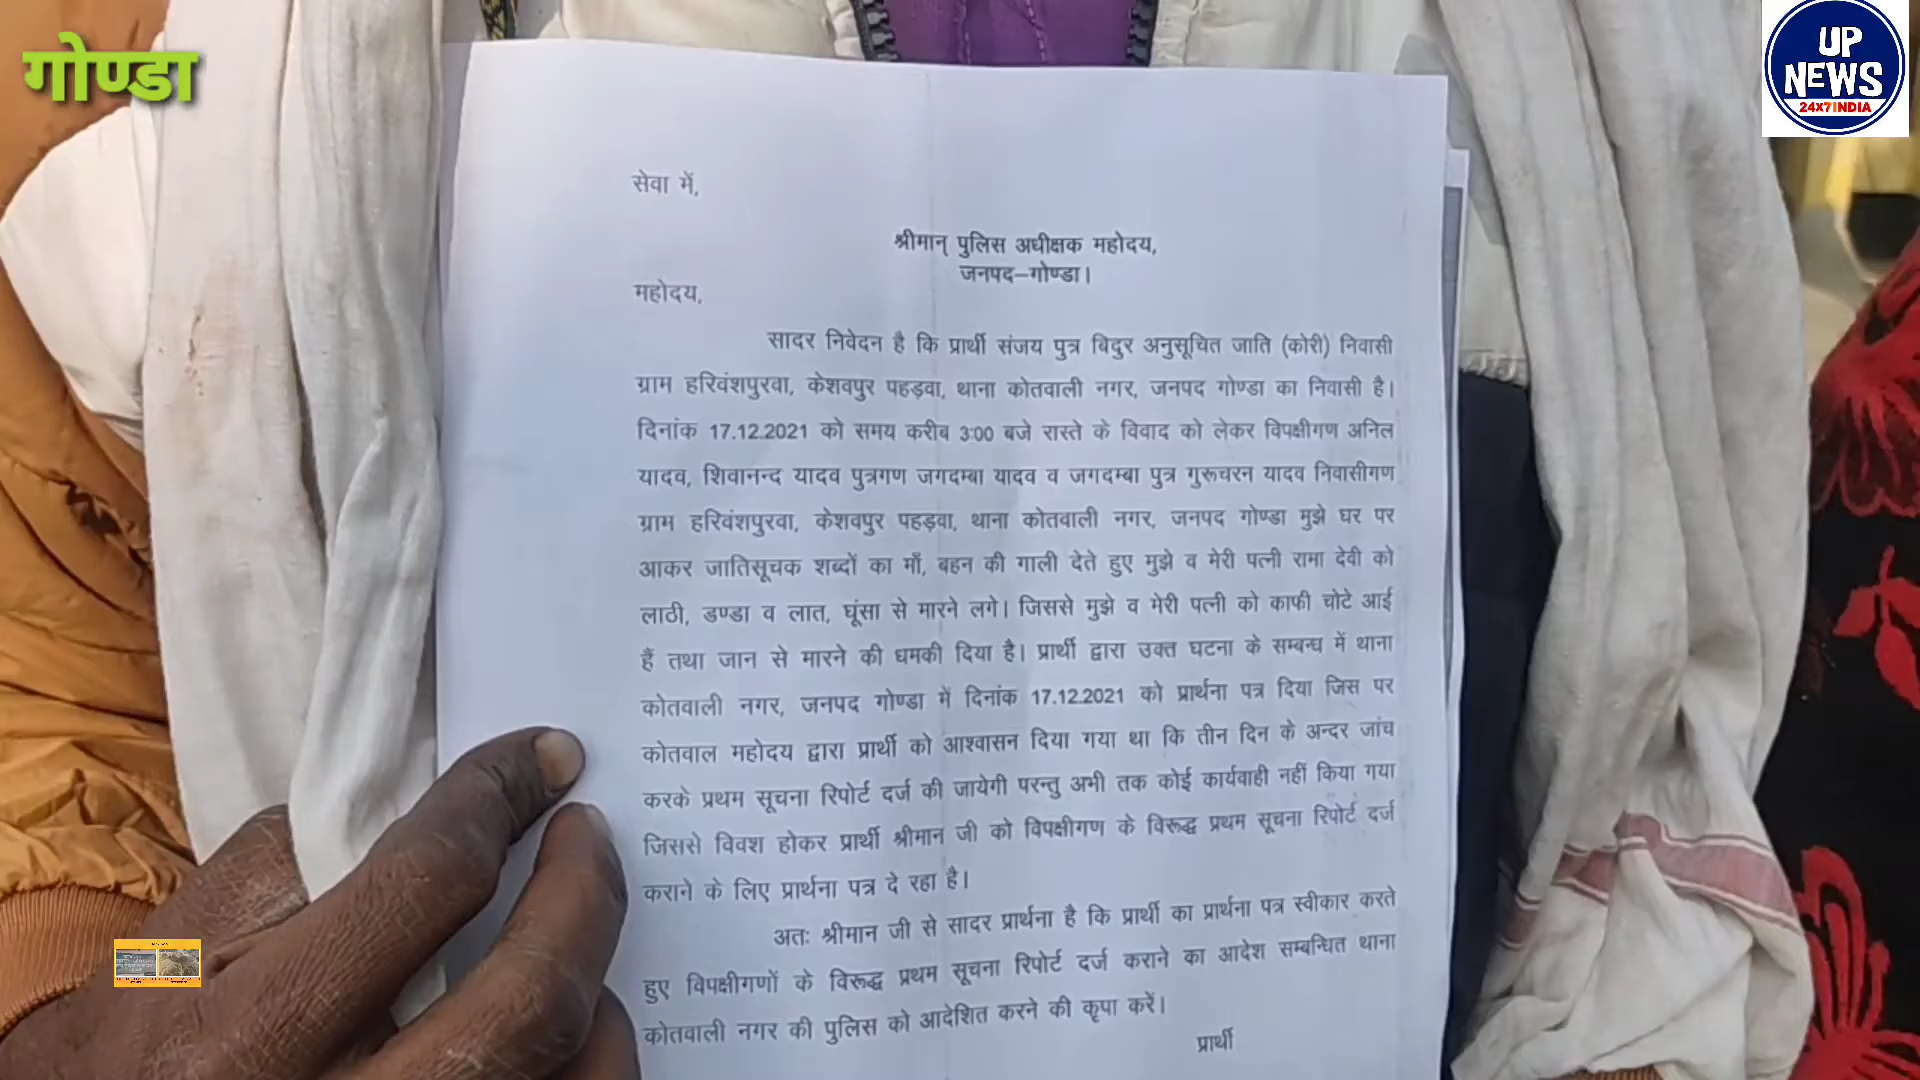 गोण्डा
UP
NEWS
24X7INDIA
सेवा में,
श्रीमान् पुलिस अधीक्षक महोदय,
जनपद–गोण्डा।
महोदय,
सादर निवेदन है कि प्रार्थी संजय पुत्र बिदुर अनुसूचित जाति (कोरी) निवासी
ग्राम हरिवंशपुरवा, केशवपुर पहड़वा, थाना कोतवाली नगर, जनपद गोण्डा का निवासी है।
दिनांक 17.12.2021 को समय करीब 3:00 बजे रास्ते के विवाद को लेकर विपक्षीगण अनिल
यादव, शिवानन्द यादव पुत्रगण जगदम्बा यादव व जगदम्बा पुत्र गुरूचरन यादव निवासीगण
ग्राम हरिवंशपुरवा, केशवपुर पहड़वा, थाना कोतवाली नगर, जनपद गोण्डा मुझे घर पर
आकर जातिसूचक शब्दों का माँ, बहन की गाली देते हुए मुझे व मेरी पत्नी रामा देवी को
लाठी, डण्डा व लात, घूंसा से मारने लगे। जिससे मुझे व मेरी पत्नी को काफी चोटे आई
हैं तथा जान से मारने की धमकी दिया है। प्रार्थी द्वारा उक्त घटना के सम्बन्ध में थाना
कोतवाली नगर, जनपद गोण्डा में दिनांक 17.12.2021 को प्रार्थना पत्र दिया जिस पर
कोतवाल महोदय द्वारा प्रार्थी को आश्वासन दिया गया था कि तीन दिन के अन्दर जांच
करके प्रथम सूचना रिपोर्ट दर्ज की जायेगी परन्तु अभी तक कोई कार्यवाही नहीं किया गया
जिससे विवश होकर प्रार्थी श्रीमान जी को विपक्षीगण के विरूद्ध प्रथम सूचना रिपोर्ट दर्ज
कराने के लिए प्रार्थना पत्र दे रहा है।
अतः श्रीमान जी से सादर प्रार्थना है कि प्रार्थी का प्रार्थना पत्र स्वीकार करते
हुए विपक्षीगणों के विरूद्ध प्रथम सूचना रिपोर्ट दर्ज कराने का आदेश सम्बन्धित थाना
कोतवाली नगर की पुलिस को आदेशित करने की कृपा करें।
प्रार्थी